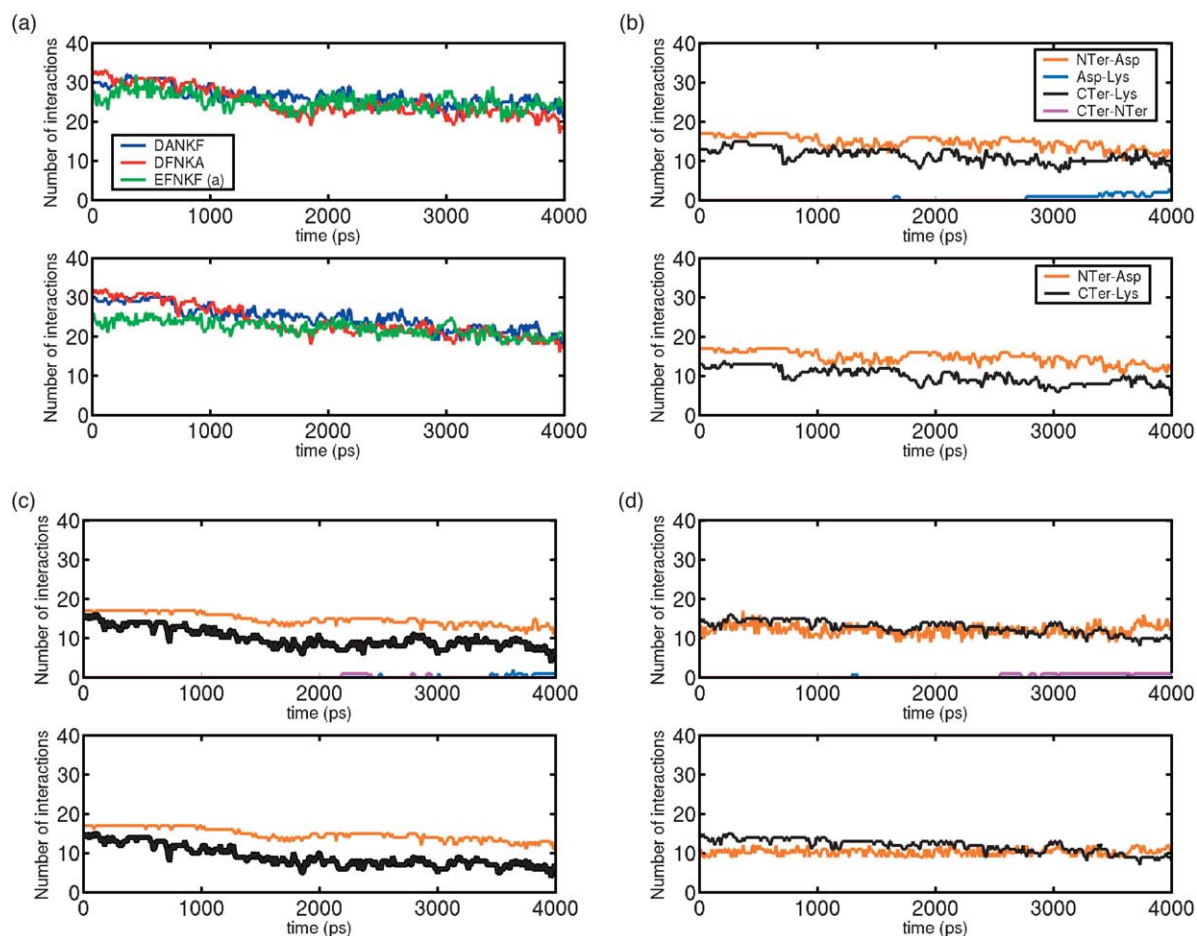 (a)
Number of interactions
40
30
20
10
0
DANKF
DFNKA
EFNKF (a)
0 1000 2000 3000 4000
time (ps)
Number of interactions
40
30
20
10
0
0 1000 2000 3000 4000
time (ps)
(b)
Number of interactions
40
30
20
10
0
NTer-Asp
Asp-Lys
CTer-Lys
CTer-NTer
0 1000 2000 3000 4000
time (ps)
Number of interactions
40
30
20
10
0
NTer-Asp
CTer-Lys
0 1000 2000 3000 4000
time (ps)
(c)
Number of interactions
40
30
20
10
0
0 1000 2000 3000 4000
time (ps)
Number of interactions
40
30
20
10
0
0 1000 2000 3000 4000
time (ps)
(d)
Number of interactions
40
30
20
10
0
0 1000 2000 3000 4000
time (ps)
Number of interactions
40
30
20
10
0
0 1000 2000 3000 4000
time (ps)